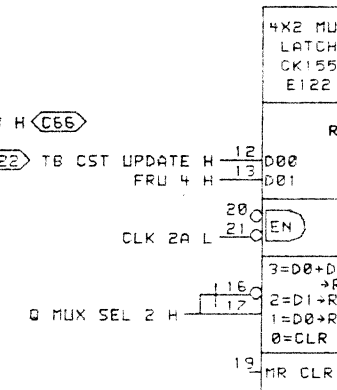 4X2 MU
LATCH
CK155
E122
H C66
R
22 TB CST UPDATE H 12 D00
FRU 4 H 13 D01
20
CLK 2A L 21 EN
16
Q MUX SEL 2 H 17
3=D0+D
→R
2=D1→R
1=D0→R
0=CLR
19 MR CLR